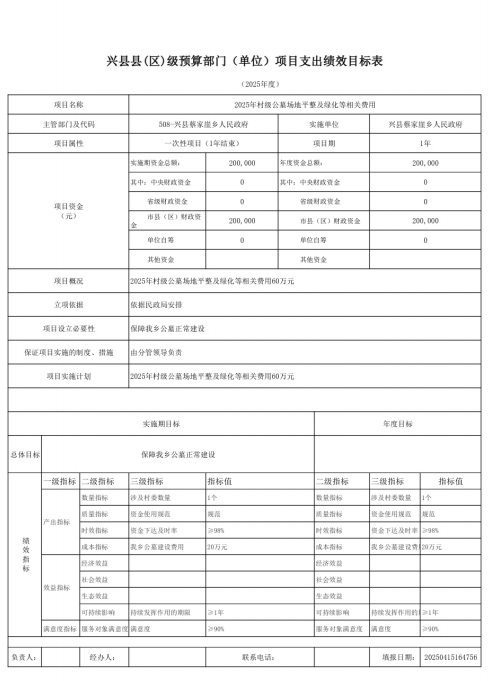 兴县县(区)级预算部门（单位）项目支出绩效目标表
（2025年度）
项目名称 2025年村级公墓场地平整及绿化等相关费用
主管部门及代码 508-兴县蔡家崖乡人民政府 实施单位 兴县蔡家崖乡人民政府
项目属性 一次性项目（1年结束） 项目期 1年
项目资金（元） 实施期资金总额: 200,000 年度资金总额: 200,000
其中: 中央财政资金 0 其中: 中央财政资金 0
省级财政资金 0 省级财政资金 0
市县（区）财政资金 200,000 市县（区）财政资金 200,000
单位自筹 0 单位自筹 0
其他资金 其他资金
项目概况 2025年村级公墓场地平整及绿化等相关费用60万元
立项依据 依据民政局安排
项目设立必要性 保障我乡公墓正常建设
保证项目实施的制度、措施 由分管领导负责
项目实施计划 2025年村级公墓场地平整及绿化等相关费用60万元
实施期目标 年度目标
总体目标 保障我乡公墓正常建设
绩效指标 一级指标 二级指标 三级指标 指标值 二级指标 三级指标 指标值
产出指标 数量指标 涉及村委数量 1个 数量指标 涉及村委数量 1个
质量指标 资金使用规范 规范 质量指标 资金使用规范 规范
时效指标 资金下达及时率 ≥98% 时效指标 资金下达及时率 ≥98%
成本指标 我乡公墓建设费用 20万元 成本指标 我乡公墓建设费 20万元
效益指标 经济效益 经济效益
社会效益 社会效益
生态效益 生态效益
可持续影响 持续发挥作用的期限 ≥1年 可持续影响 持续发挥作用的 ≥1年
满意度指标 服务对象满意度 满意度 ≥90% 服务对象满意度 满意度 ≥90%
负责人: 经办人: 联系电话: 填报日期: 20250415164756